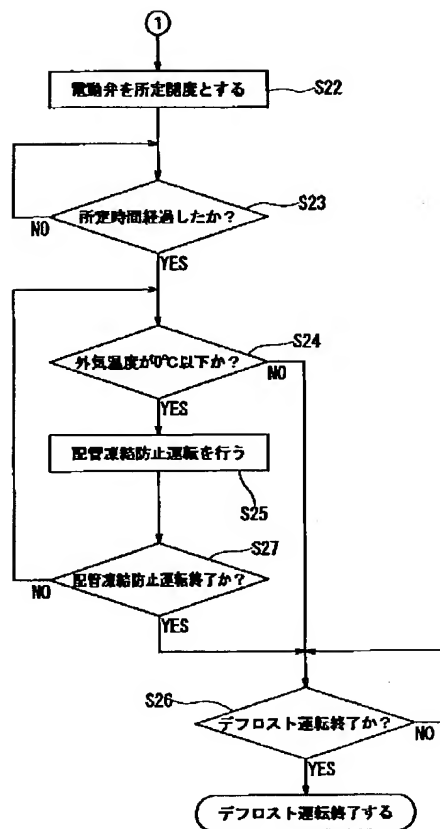 1
電動弁を所定開度とする
S22
所定時間経過したか？
S23
NO
YES
外気温度が0℃以下か？
S24
NO
YES
配管凍結防止運転を行う
S25
配管凍結防止運転終了か？
S27
NO
YES
S26
デフロスト運転終了か？
NO
YES
デフロスト運転終了する